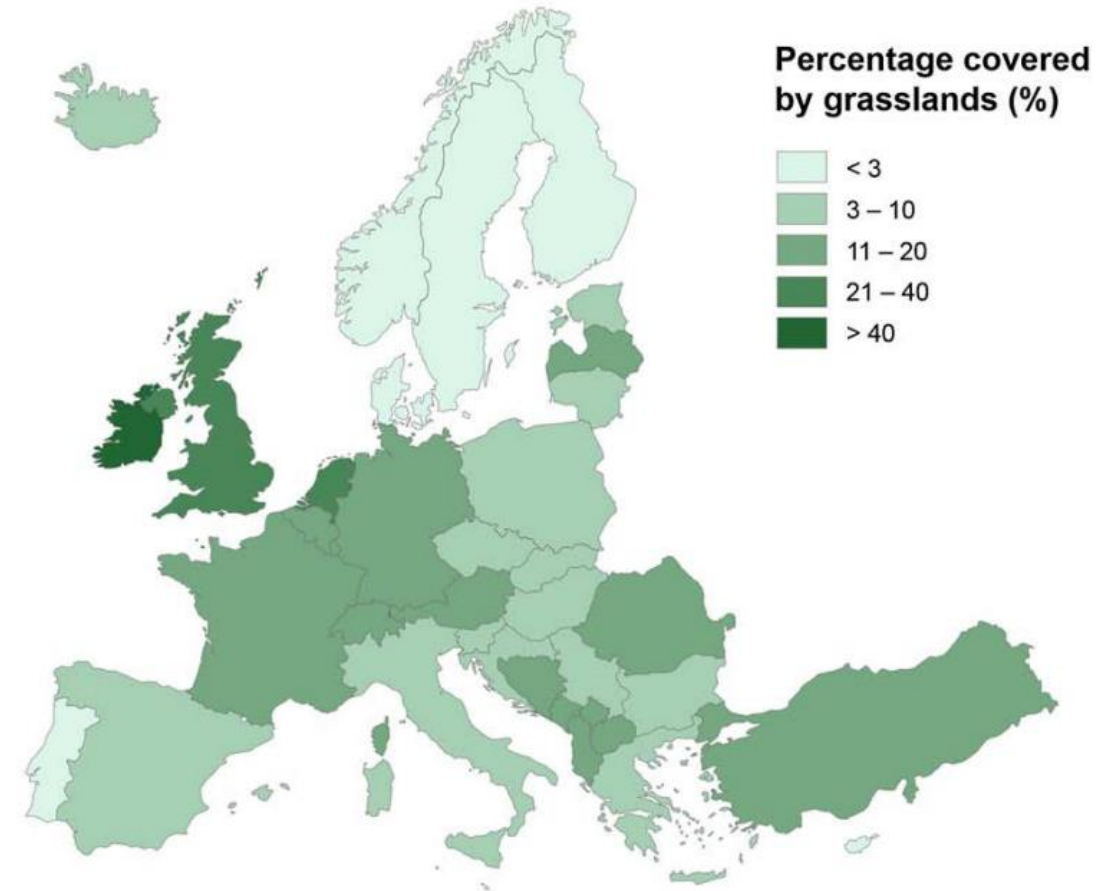 Percentage covered
by grasslands (%)
< 3
3 – 10
11 – 20
21 – 40
> 40